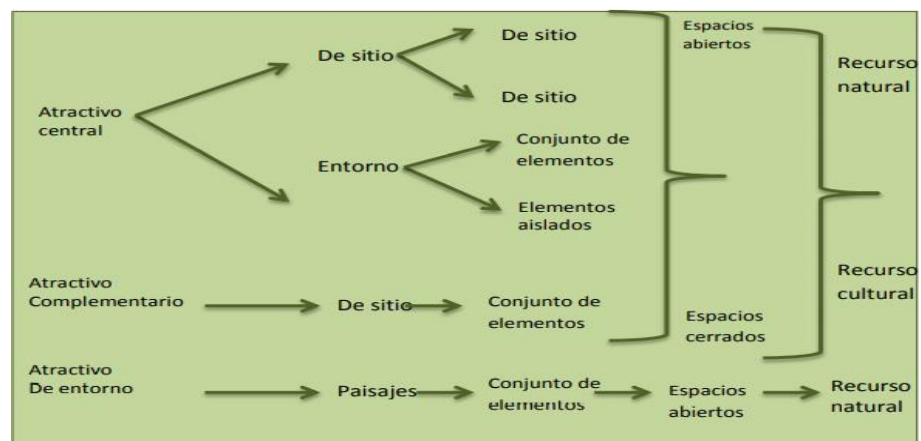 De sitio
Espacios
abiertos
De sitio
Recurso
natural
De sitio
Atractivo
central
Conjunto de
elementos
Entorno
Elementos
aislados
Atractivo
Complementario
De sitio
Conjunto de
elementos
Espacios
cerrados
Recurso
cultural
Atractivo
De entorno
Paisajes
Conjunto de
elementos
Espacios
abiertos
Recurso
natural